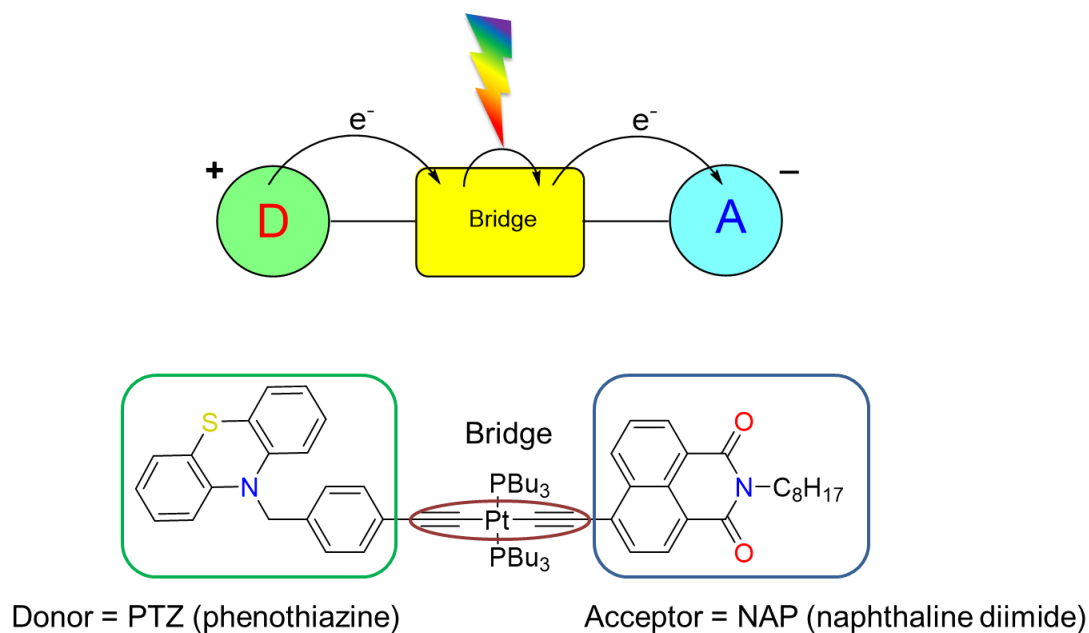 e⁻ e⁻
+ –
D Bridge A
Bridge
S
O
PBu₃
N Pt N–C₈H₁₇
PBu₃
O
Donor = PTZ (phenothiazine) Acceptor = NAP (naphthaline diimide)